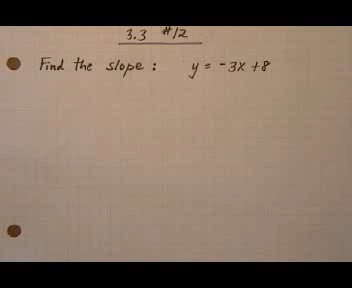 3.3 #12
Find the slope: y = -3x +8